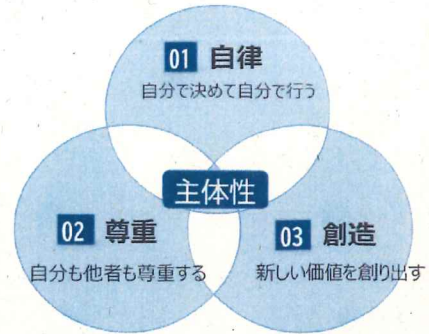 01 自律
自分で決めて自分で行う
主体性
02 尊重
自分も他者も尊重する
03 創造
新しい価値を創り出す